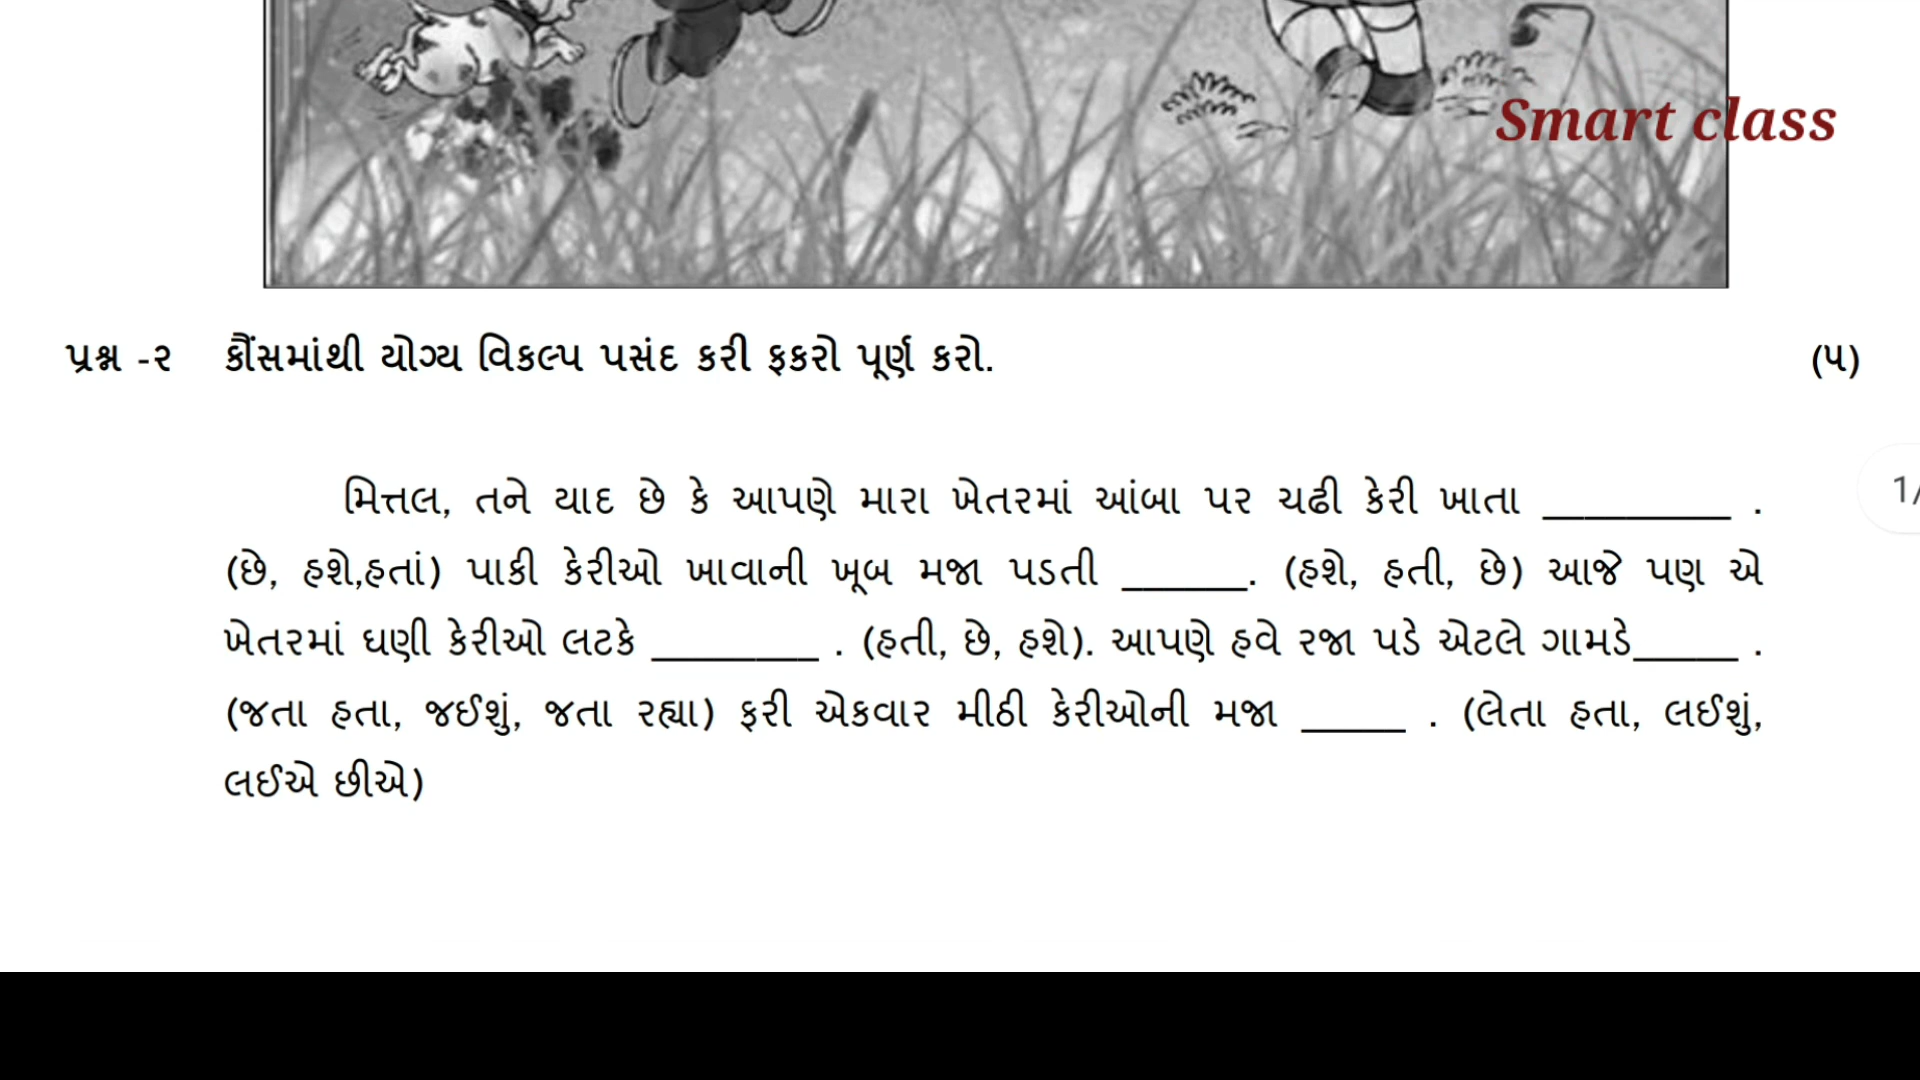 Smart class
પ્રશ્ન -૨ કૌંસમાંથી યોગ્ય વિકલ્પ પસંદ કરી ફકરો પૂર્ણ કરો. (૫)
મિત્તલ, તને યાદ છે કે આપણે મારા ખેતરમાં આંબા પર ચઢી કેરી ખાતા _________ .
1/
(છે, હશે,હતાં) પાકી કેરીઓ ખાવાની ખૂબ મજા પડતી ______. (હશે, હતી, છે) આજે પણ એ
ખેતરમાં ઘણી કેરીઓ લટકે ________ . (હતી, છે, હશે). આપણે હવે રજા પડે એટલે ગામડે_____ .
(જતા હતા, જઈશું, જતા રહ્યા) ફરી એકવાર મીઠી કેરીઓની મજા _____ . (લેતા હતા, લઈશું,
લઈએ છીએ)